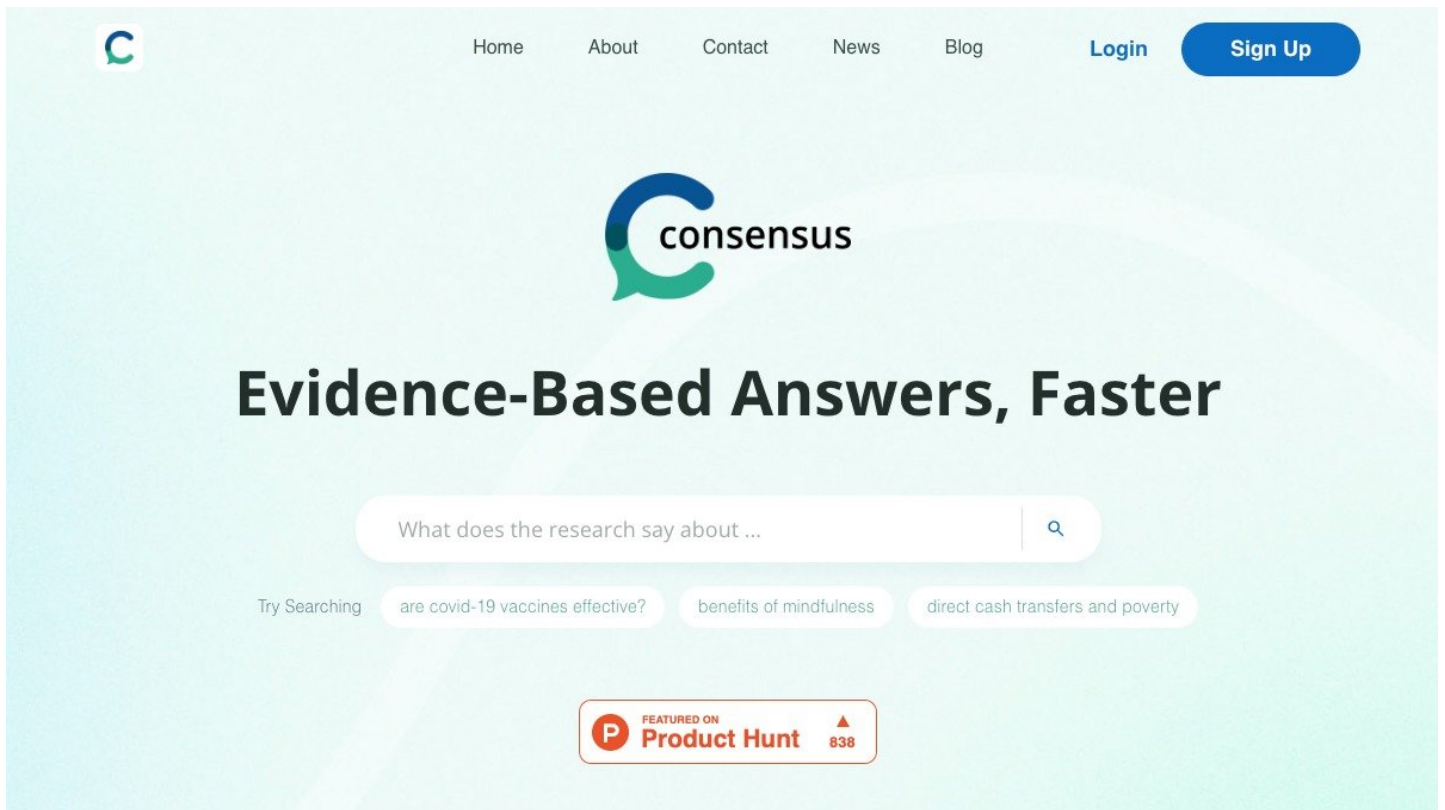 Home About Contact News Blog Login Sign Up
consensus
Evidence-Based Answers, Faster
What does the research say about ...
Try Searching are covid-19 vaccines effective? benefits of mindfulness direct cash transfers and poverty
FEATURED ON
Product Hunt
838